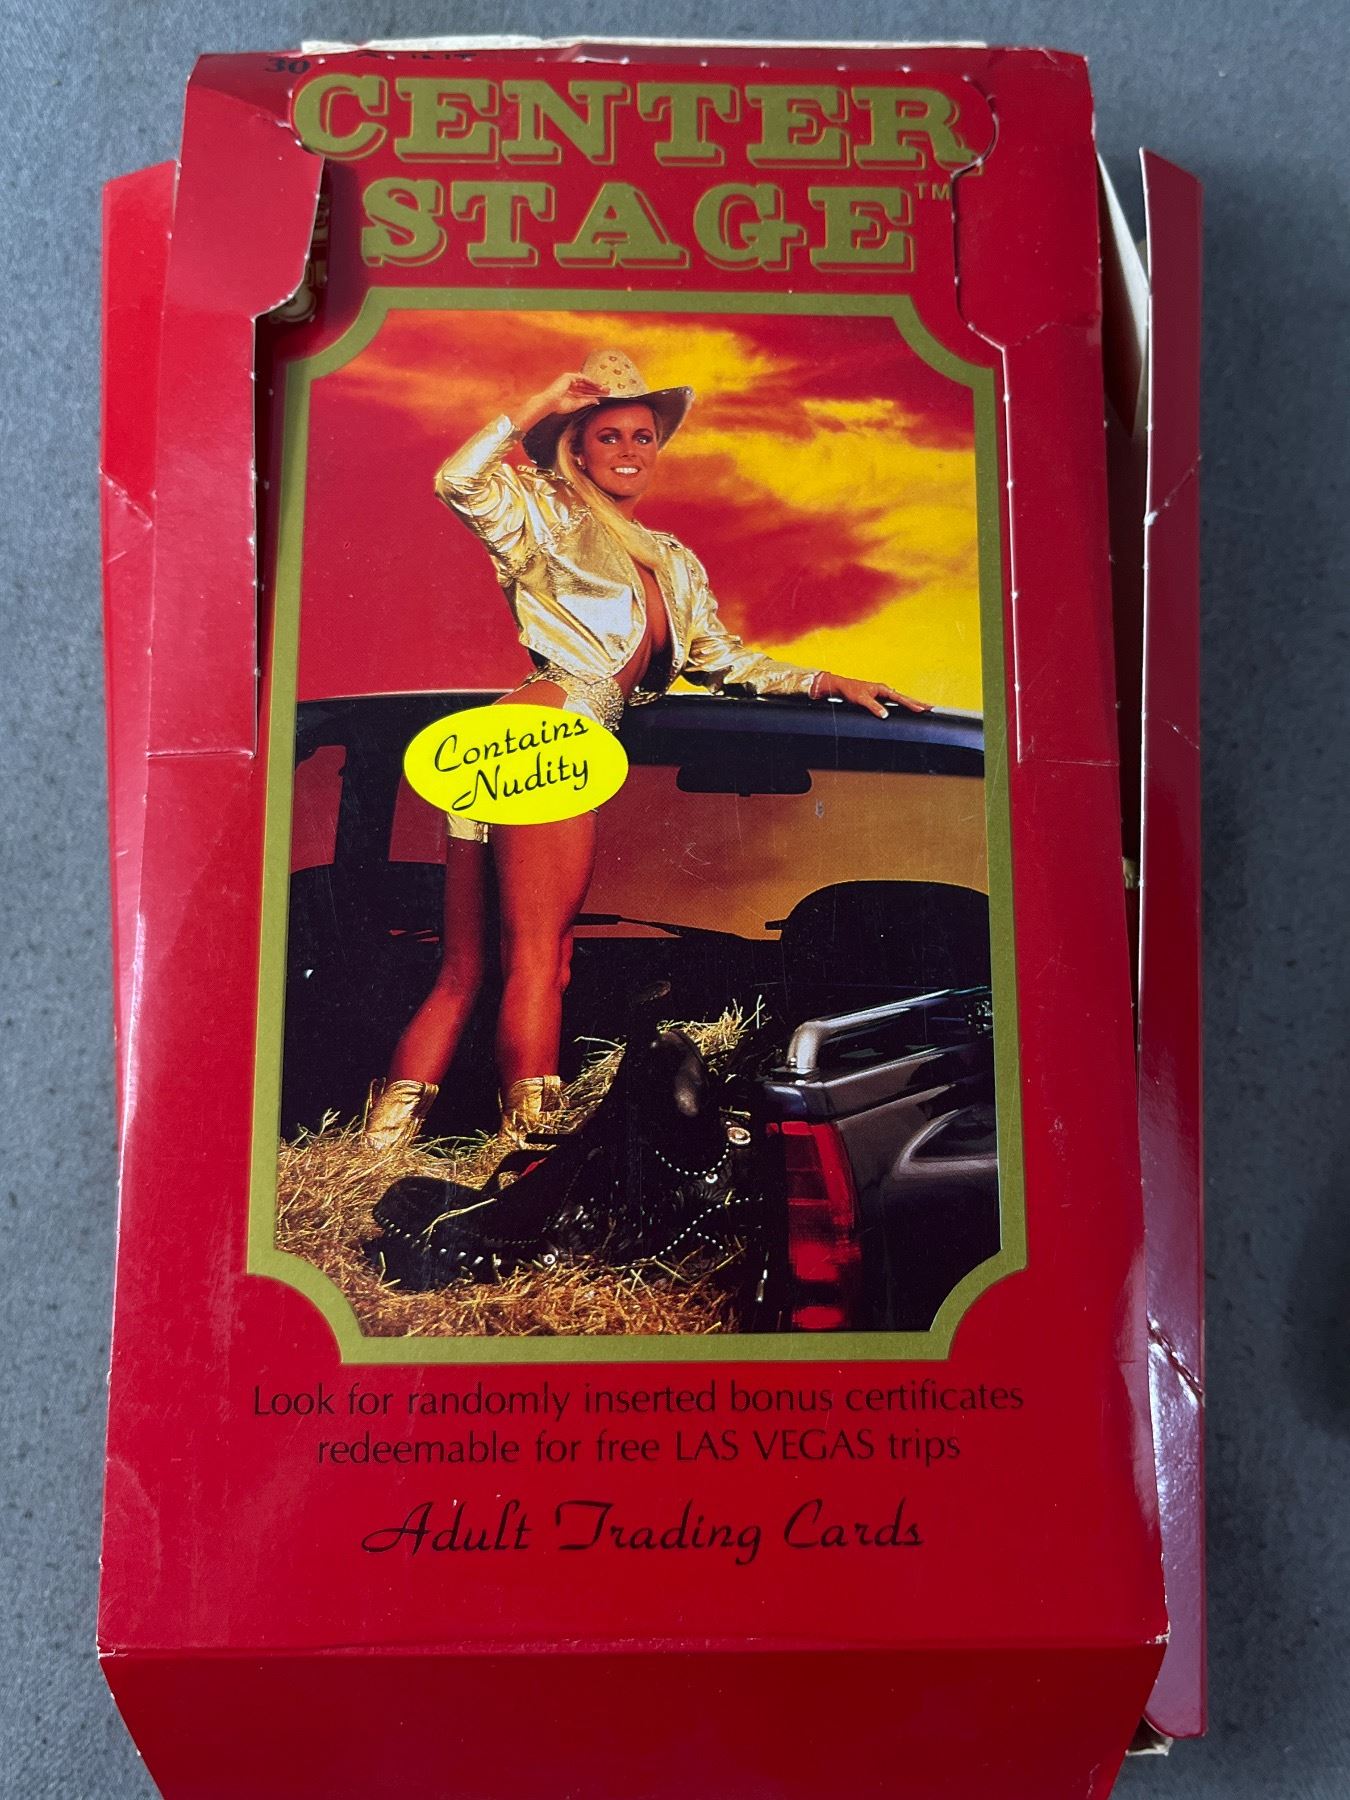 30
CENTER
STAGE™
Contains
Nudity
Look for randomly inserted bonus certificates
redeemable for free LAS VEGAS trips
Adult Trading Cards